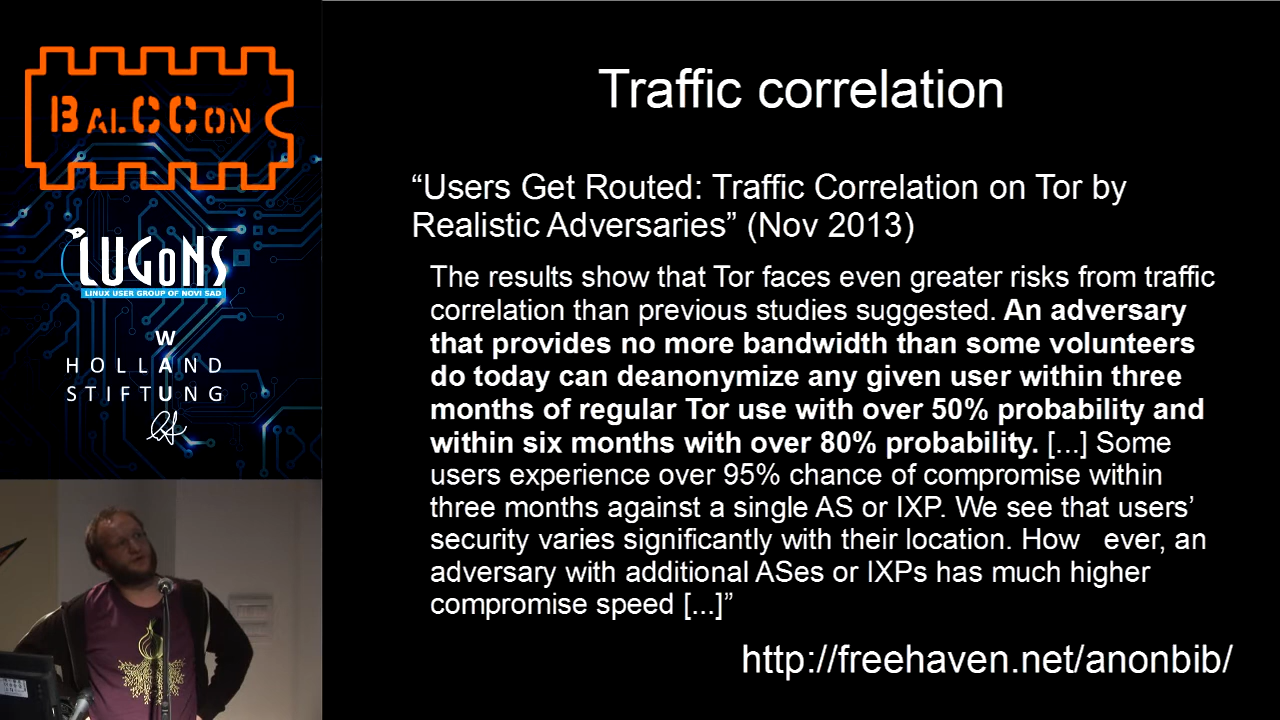 BALCCON
LUGONS
LINUX USER GROUP OF NOVI SAD
W
HOLLAND
STIFTUNG
Traffic correlation
“Users Get Routed: Traffic Correlation on Tor by
Realistic Adversaries” (Nov 2013)
The results show that Tor faces even greater risks from traffic
correlation than previous studies suggested. An adversary
that provides no more bandwidth than some volunteers
do today can deanonymize any given user within three
months of regular Tor use with over 50% probability and
within six months with over 80% probability. [...] Some
users experience over 95% chance of compromise within
three months against a single AS or IXP. We see that users’
security varies significantly with their location. How ever, an
adversary with additional ASes or IXPs has much higher
compromise speed [...]”
http://freehaven.net/anonbib/